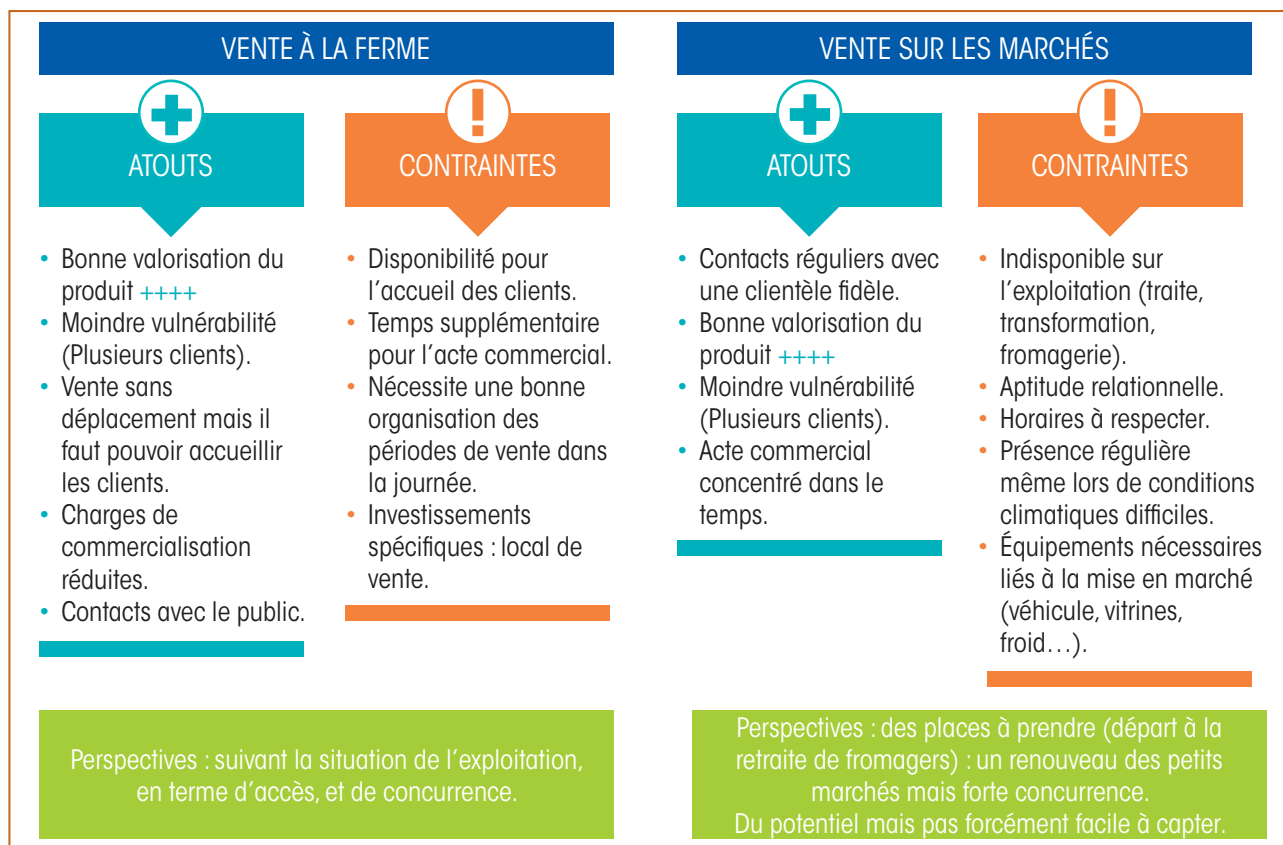 VENTE À LA FERME
+
ATOUTS
• Bonne valorisation du
produit ++++
• Moindre vulnérabilité
(Plusieurs clients).
• Vente sans
déplacement mais il
faut pouvoir accueillir
les clients.
• Charges de
commercialisation
réduites.
• Contacts avec le public.
!
CONTRAINTES
• Disponibilité pour
l’accueil des clients.
• Temps supplémentaire
pour l’acte commercial.
• Nécessite une bonne
organisation des
périodes de vente dans
la journée.
• Investissements
spécifiques : local de
vente.
Perspectives : suivant la situation de l’exploitation,
en terme d’accès, et de concurrence.
VENTE SUR LES MARCHÉS
+
ATOUTS
• Contacts réguliers avec
une clientèle fidèle.
• Bonne valorisation du
produit ++++
• Moindre vulnérabilité
(Plusieurs clients).
• Acte commercial
concentré dans le
temps.
!
CONTRAINTES
• Indisponible sur
l’exploitation (traite,
transformation,
fromagerie).
• Aptitude relationnelle.
• Horaires à respecter.
• Présence régulière
même lors de conditions
climatiques difficiles.
• Équipements nécessaires
liés à la mise en marché
(véhicule, vitrines,
froid…).
Perspectives : des places à prendre (départ à la
retraite de fromagers) : un renouveau des petits
marchés mais forte concurrence.
Du potentiel mais pas forcément facile à capter.